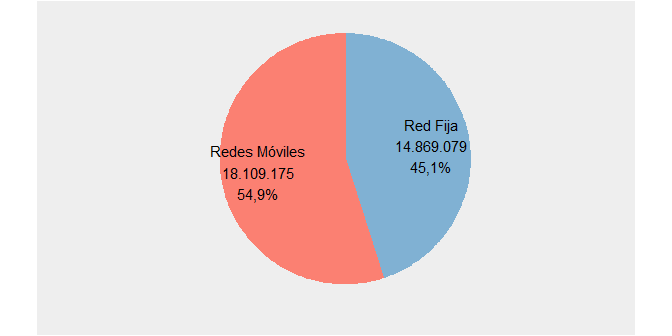 Red Fija
14.869.079
45,1%
Redes Móviles
18.109.175
54,9%